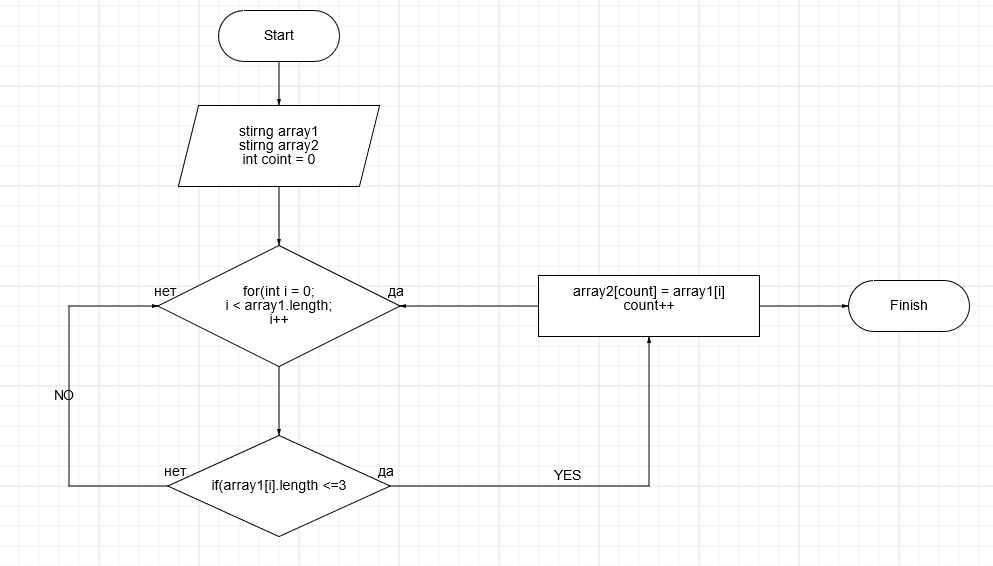 Start
stirng array1
stirng array2
int coint = 0
нет
for(int i = 0;
i < array1.length;
i++
да
array2[count] = array1[i]
count++
Finish
NO
нет
if(array1[i].length <=3
да
YES